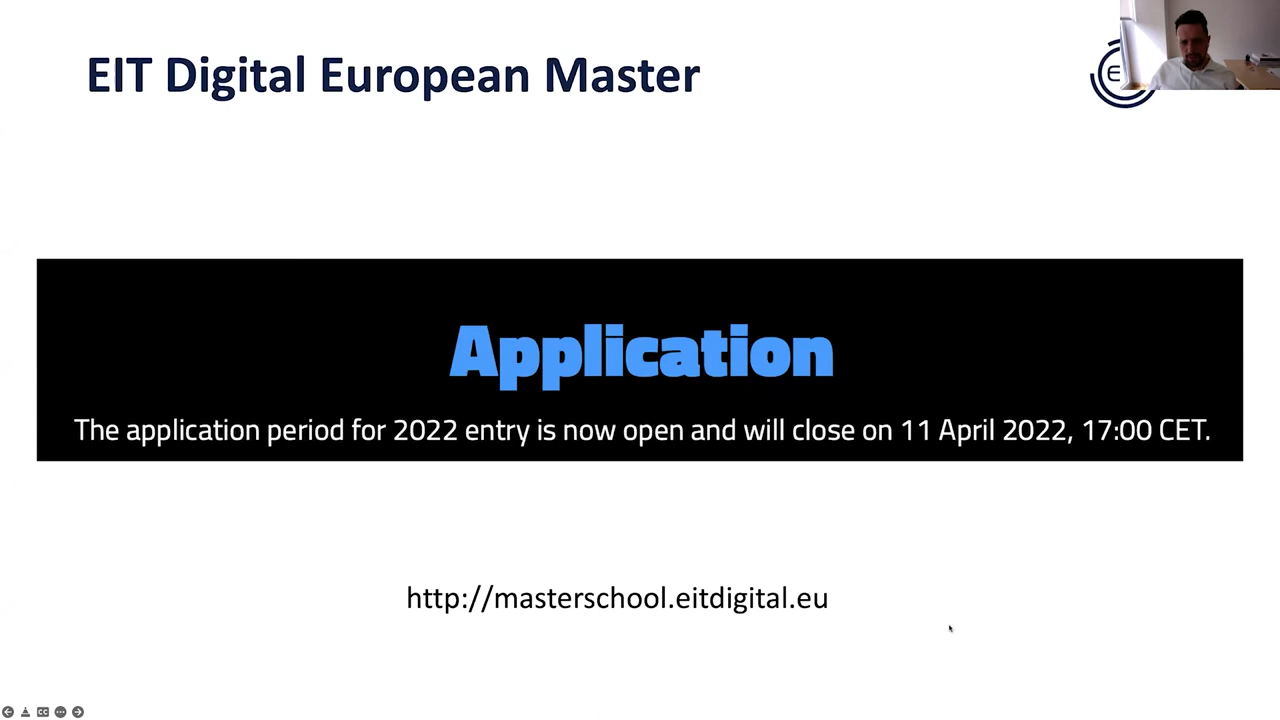 EIT Digital European Master
E
Application
The application period for 2022 entry is now open and will close on 11 April 2022, 17:00 CET.
http://masterschool.eitdigital.eu
CC